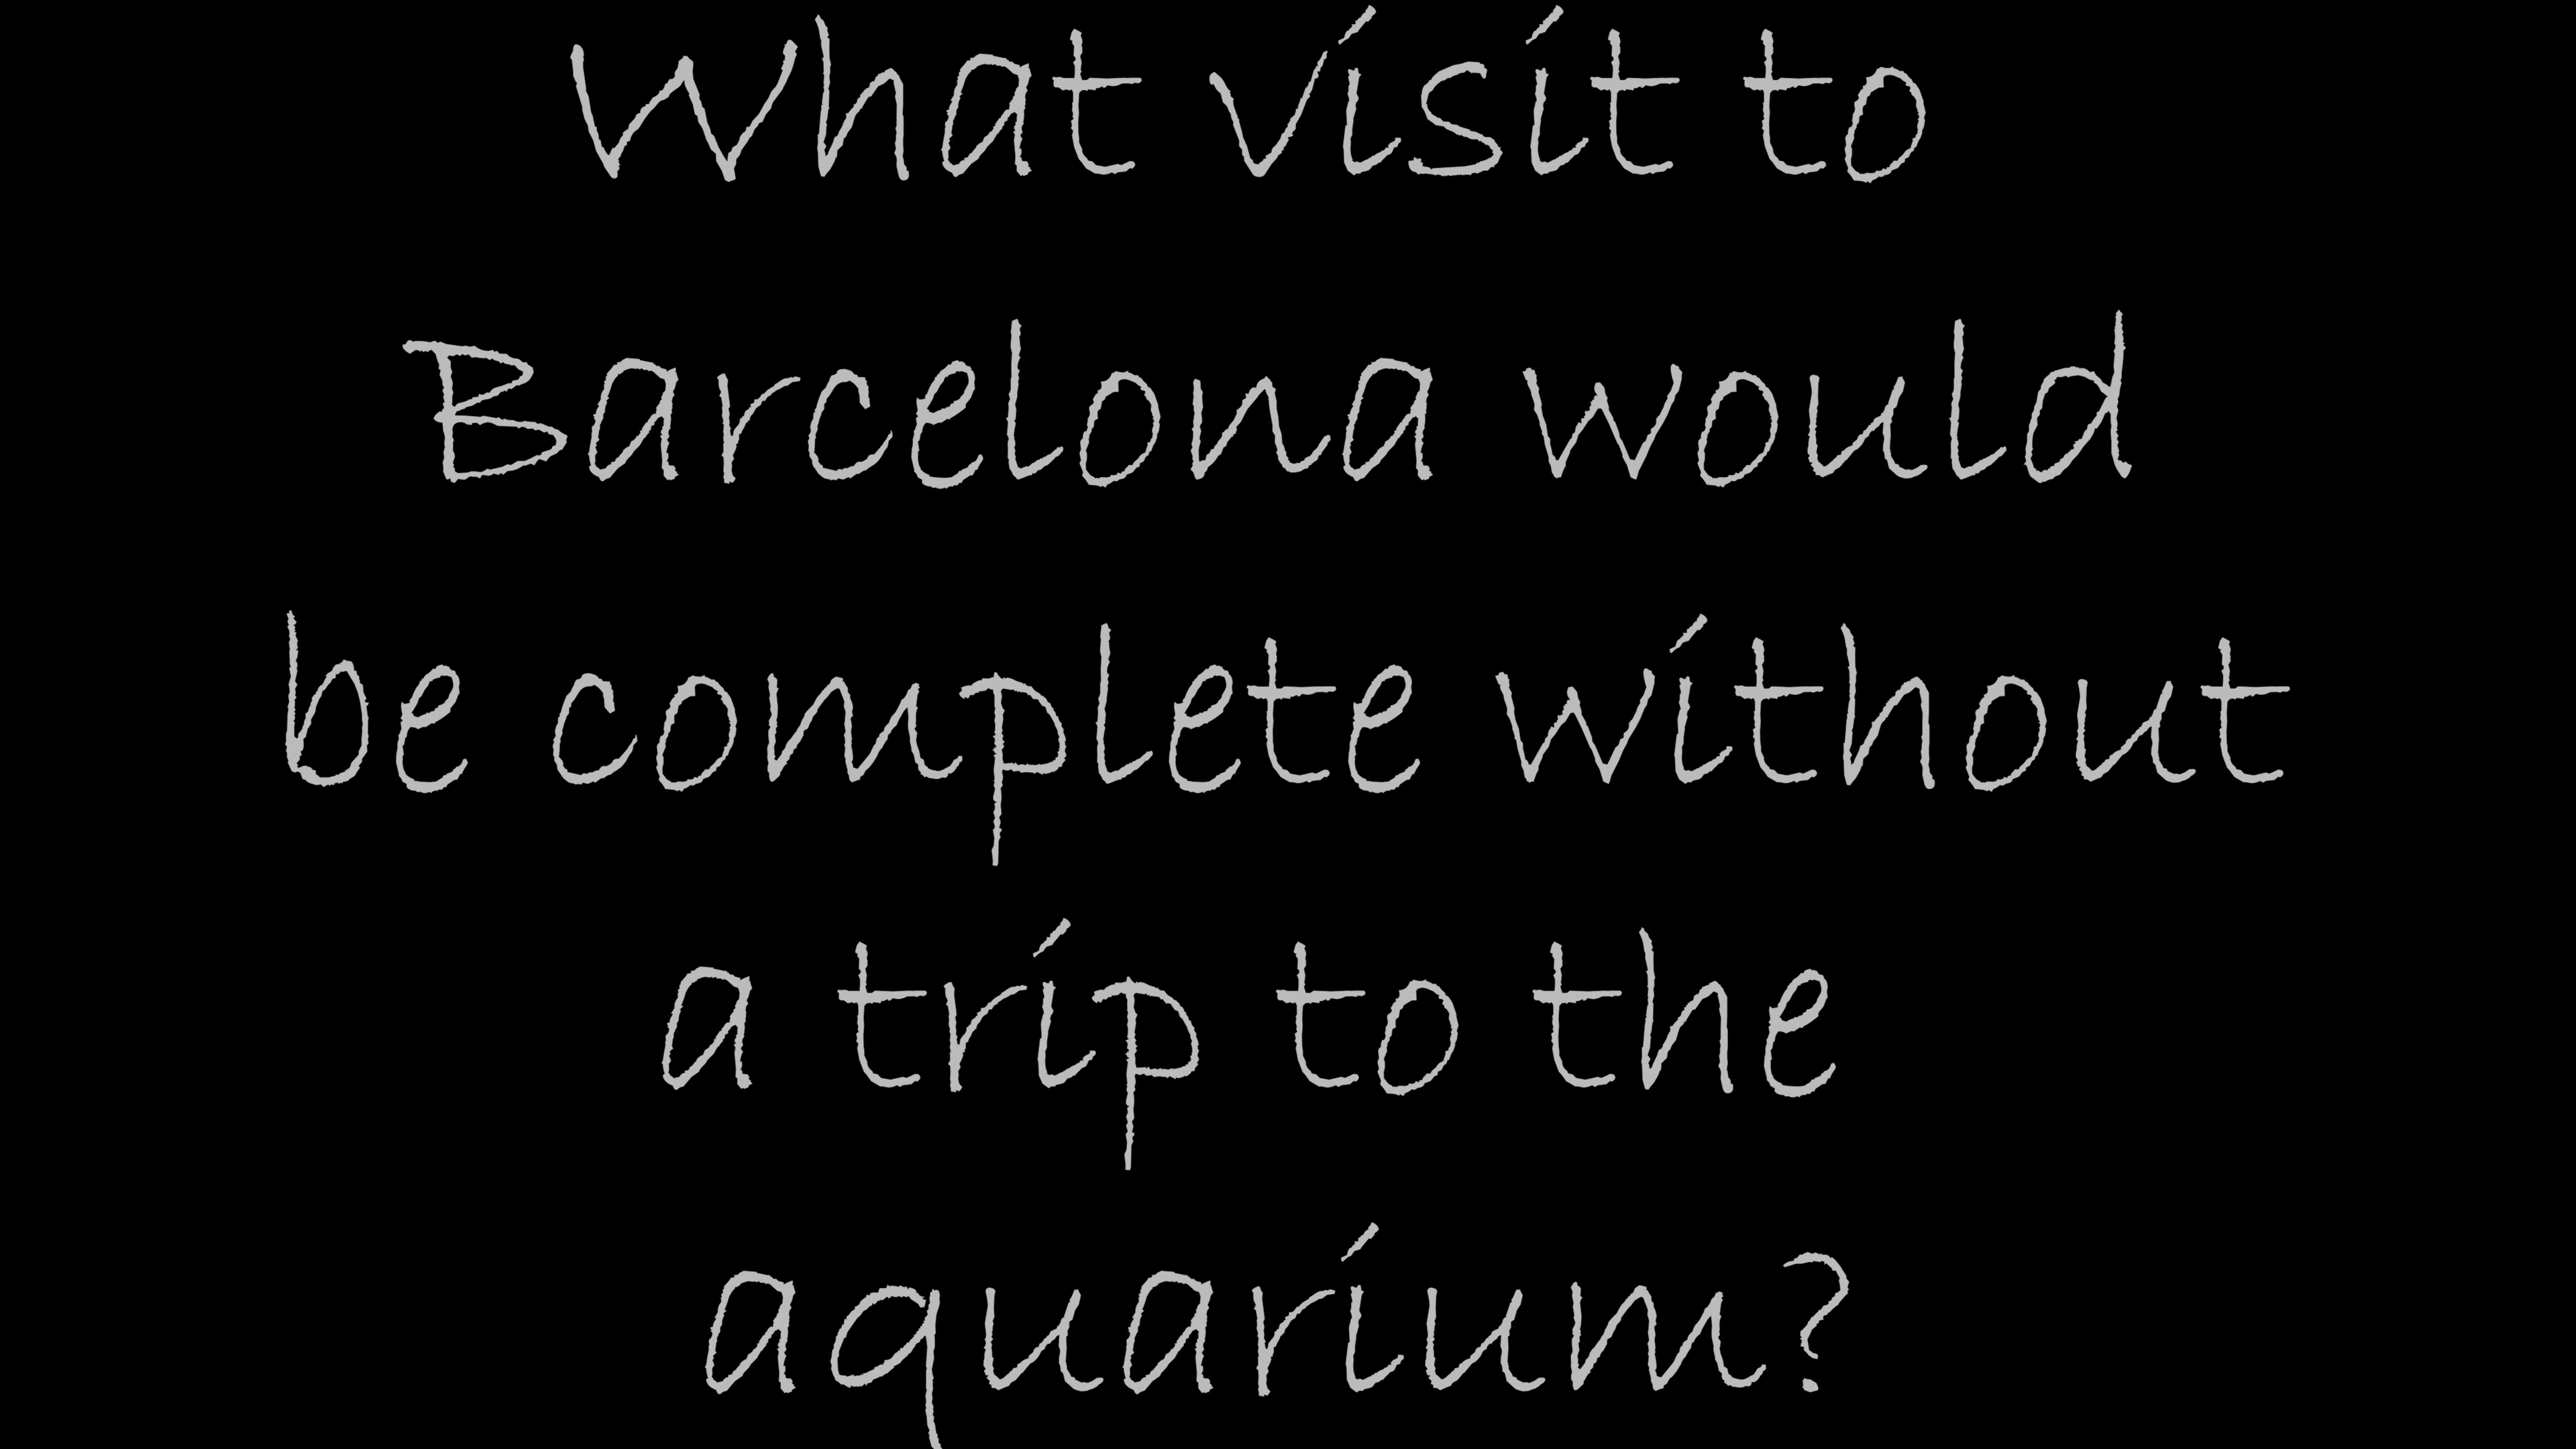 What visit to
Barcelona would
be complete without
a trip to the
aquarium?